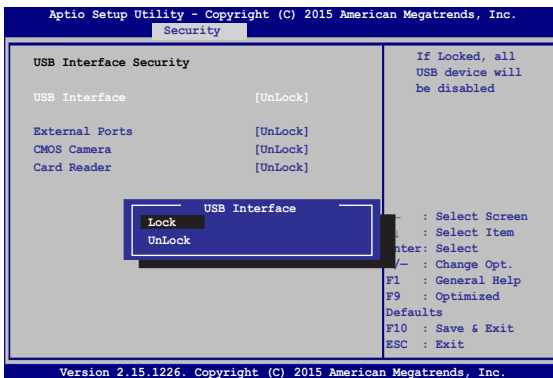 Aptio Setup Utility - Copyright (C) 2015 American Megatrends, Inc.
Security
USB Interface Security
USB Interface [UnLock]
External Ports [UnLock]
CMOS Camera [UnLock]
Card Reader [UnLock]
If Locked, all
USB device will
be disabled
USB Interface
Lock
UnLock
: Select Screen
: Select Item
nter: Select
/— : Change Opt.
F1 : General Help
F9 : Optimized
Defaults
F10 : Save & Exit
ESC : Exit
Version 2.15.1226. Copyright (C) 2015 American Megatrends, Inc.